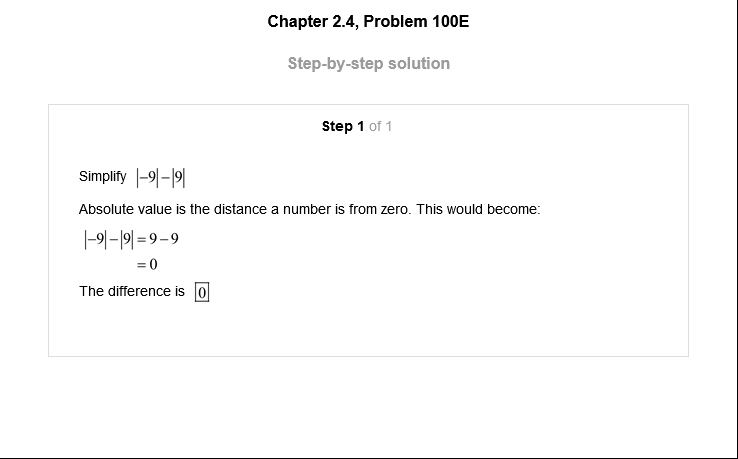 Chapter 2.4, Problem 100E
Step-by-step solution
Step 1 of 1
Simplify |−9|−|9|
Absolute value is the distance a number is from zero. This would become:
|−9|−|9| = 9 − 9
= 0
The difference is 0